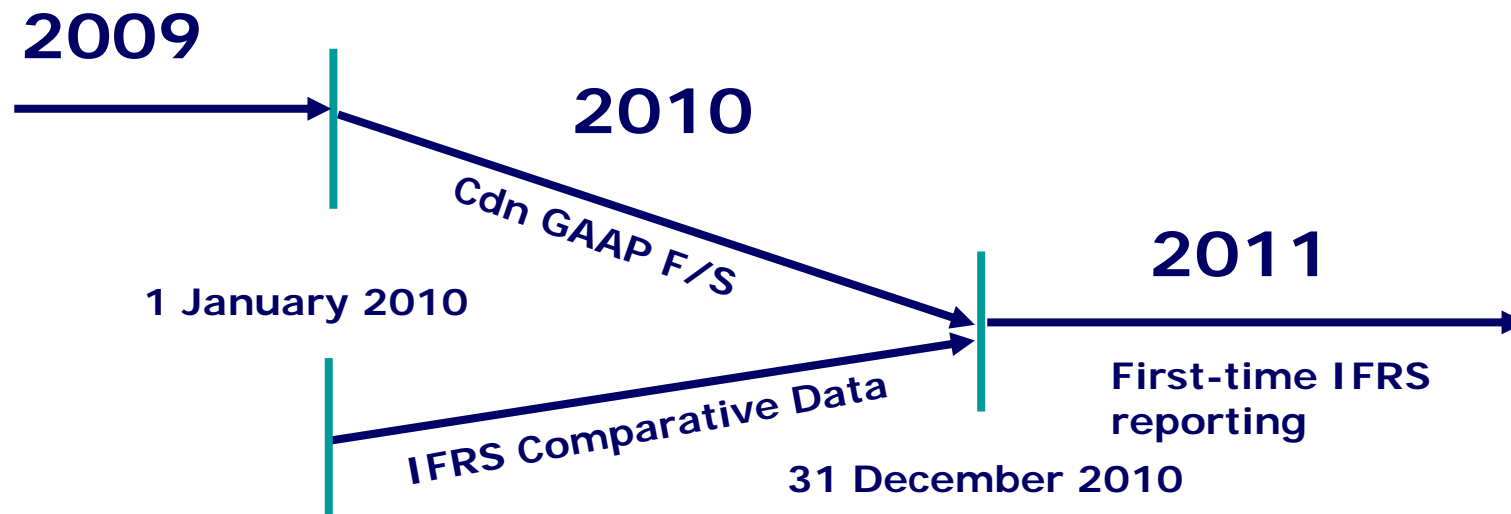 2009
2010
Cdn GAAP F/S
2011
1 January 2010
First-time IFRS
reporting
IFRS Comparative Data
31 December 2010